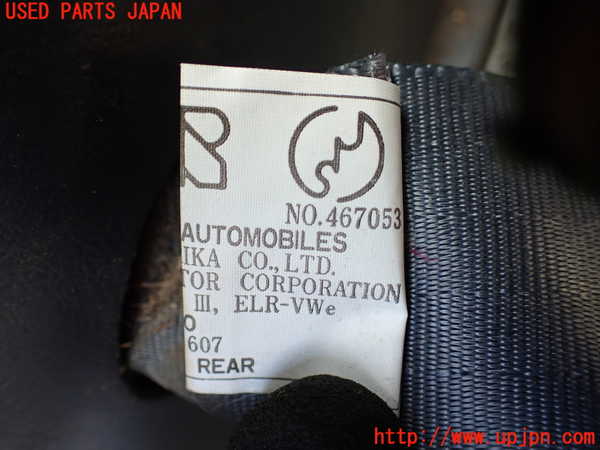 USED PARTS JAPAN
NO.467053
AUTOMOBILES
IKA CO.,LTD.
TOR CORPORATION
III, ELR-VWe
O
607
REAR
http://www.upjpn.com